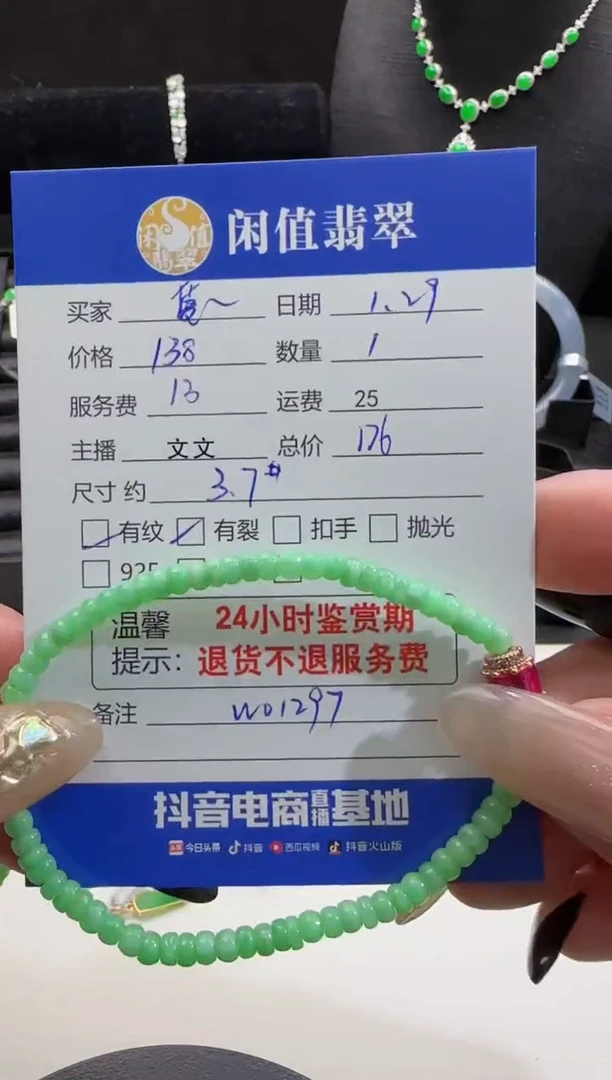 闲值翡翠
闲值翡翠
买家 日期 1.29
价格 138 数量 1
服务费 13 运费 25
主播 文文 总价 176
尺寸 约 3.7#
有纹 有裂 扣手 抛光
925
温馨 24小时鉴赏期
提示：退货不退服务费
备注 W01297
抖音电商直播基地
今日头条 抖音 西瓜视频 抖音火山版